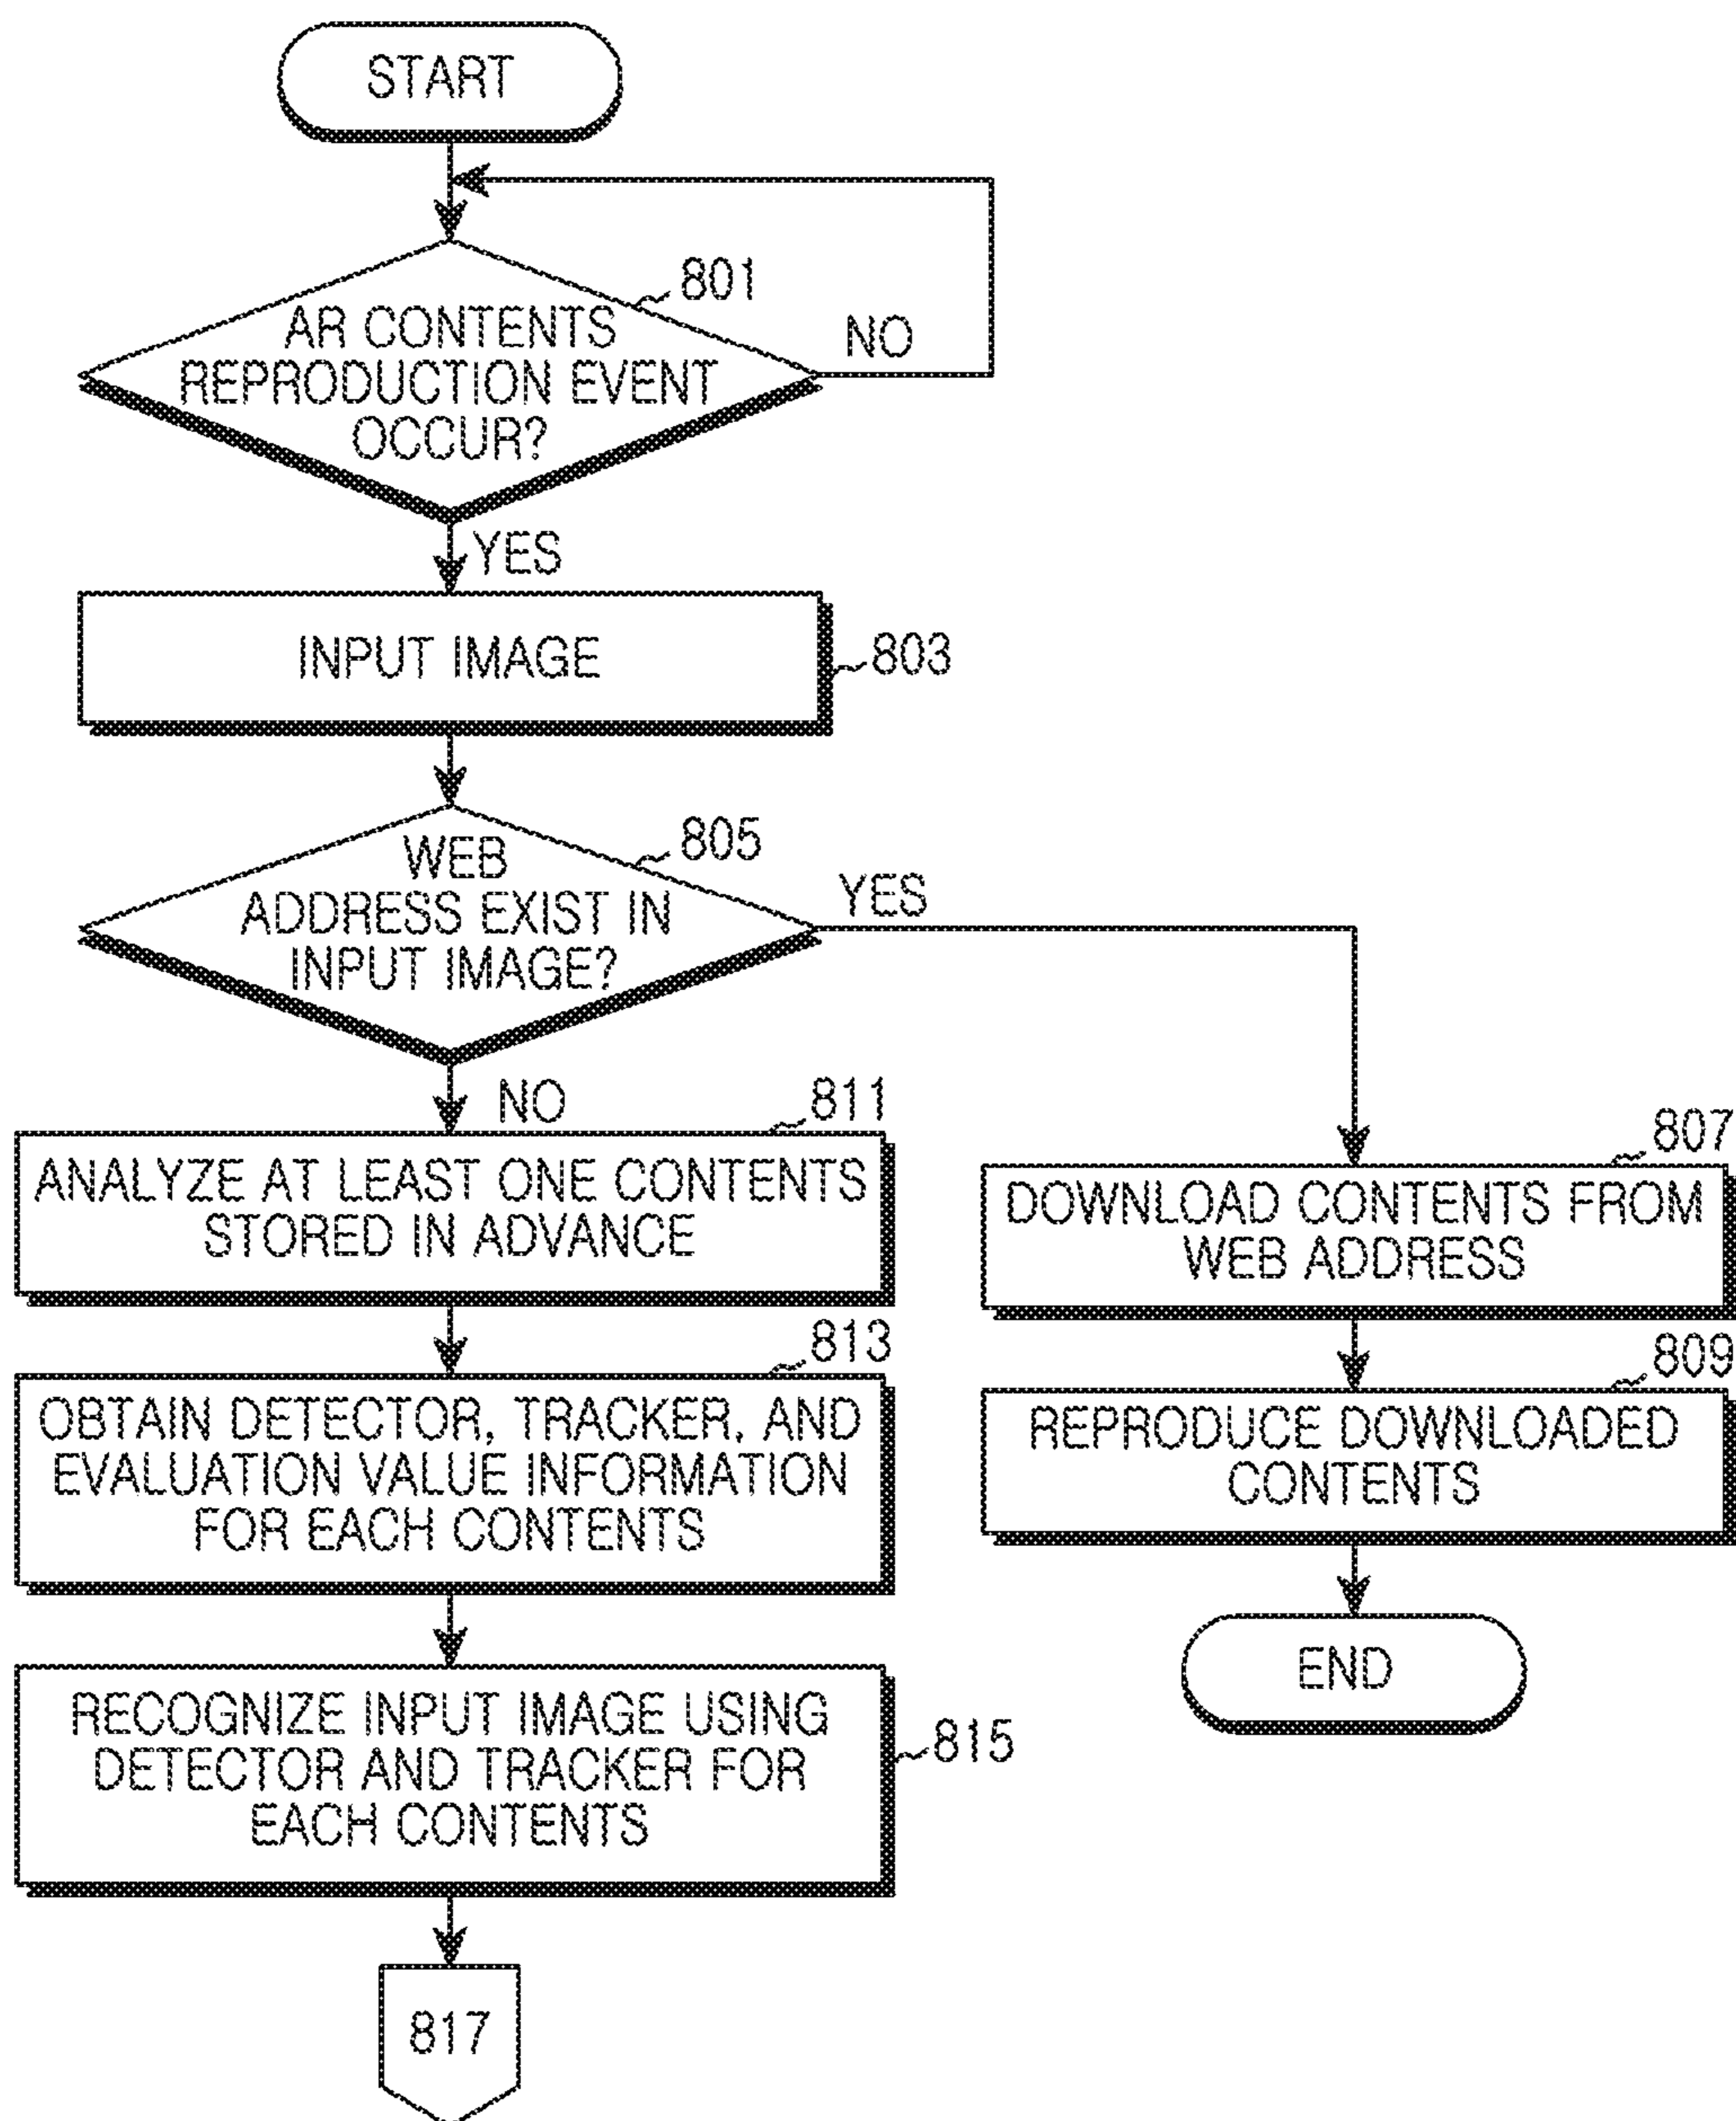 START
801
AR CONTENTS
REPRODUCTION EVENT
OCCUR?
NO
YES
INPUT IMAGE
803
805
WEB
ADDRESS EXIST IN
INPUT IMAGE?
YES
NO
811
ANALYZE AT LEAST ONE CONTENTS
STORED IN ADVANCE
807
DOWNLOAD CONTENTS FROM
WEB ADDRESS
813
OBTAIN DETECTOR, TRACKER, AND
EVALUATION VALUE INFORMATION
FOR EACH CONTENTS
809
REPRODUCE DOWNLOADED
CONTENTS
END
RECOGNIZE INPUT IMAGE USING
DETECTOR AND TRACKER FOR
EACH CONTENTS
815
817